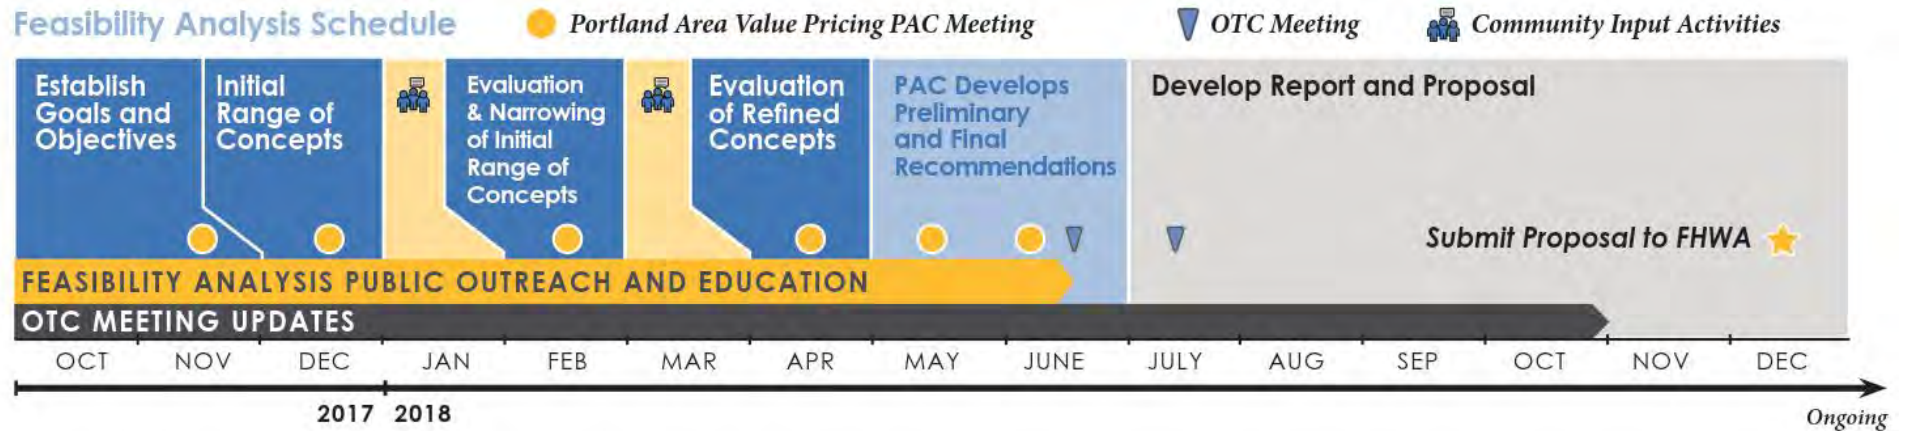 Feasibility Analysis Schedule
Portland Area Value Pricing PAC Meeting
OTC Meeting
Community Input Activities
Establish
Goals and
Objectives
Initial
Range of
Concepts
Evaluation
& Narrowing
of Initial
Range of
Concepts
Evaluation
of Refined
Concepts
PAC Develops
Preliminary
and Final
Recommendations
Develop Report and Proposal
Submit Proposal to FHWA
FEASIBILITY ANALYSIS PUBLIC OUTREACH AND EDUCATION
OTC MEETING UPDATES
OCT NOV DEC JAN FEB MAR APR MAY JUNE JULY AUG SEP OCT NOV DEC
2017 2018
Ongoing